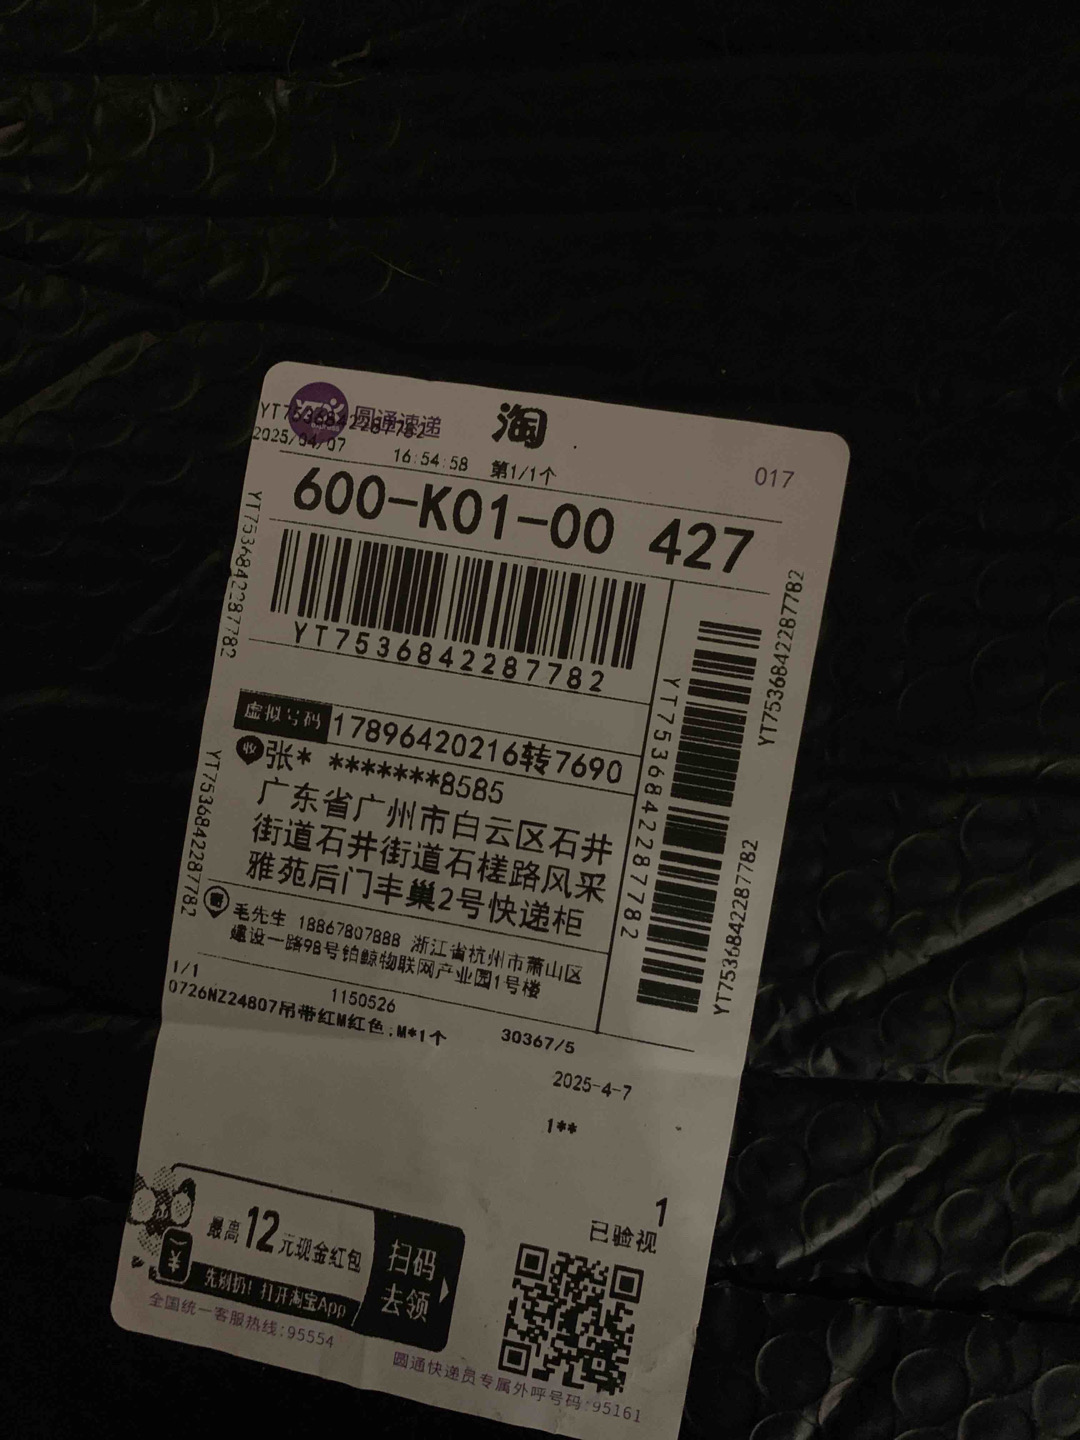 圆通速递
淘
YT7536842287782
2025/04/07 16:54:58 第1/1个
017
600-K01-00 427
YT7536842287782
YT7536842287782
YT7536842287782
YT7536842287782
YT7536842287782
YT7536842287782
YT7536842287782
虚拟号码 17896420216转7690
收 张* *******8585
广东省广州市白云区石井
街道石井街道石槎路风采
雅苑后门丰巢2号快递柜
毛先生 18867807888 浙江省杭州市萧山区
建设一路98号铂鲸物联网产业园1号楼
1/1 1150526
0726NZ24807吊带红M红色,M*1个
30367/5
2025-4-7
1**
1
已验视
最高12元现金红包
扫码
去领
先别扔!打开淘宝App
全国统一客服热线:95554
圆通快递员专属外呼号码:95161